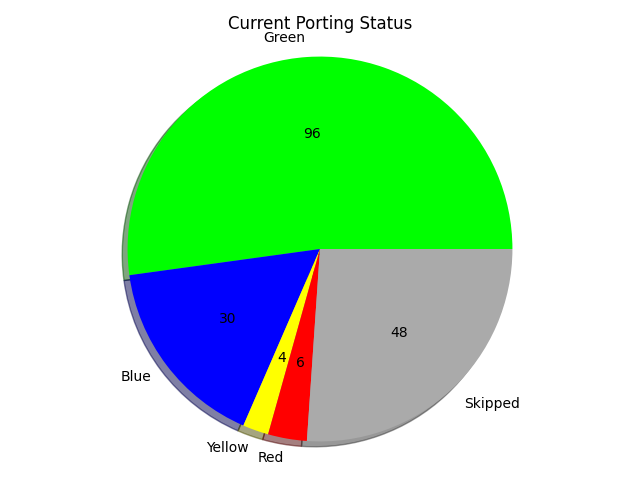 Current Porting Status
Green
96
30
4
6
48
Blue
Skipped
Yellow
Red